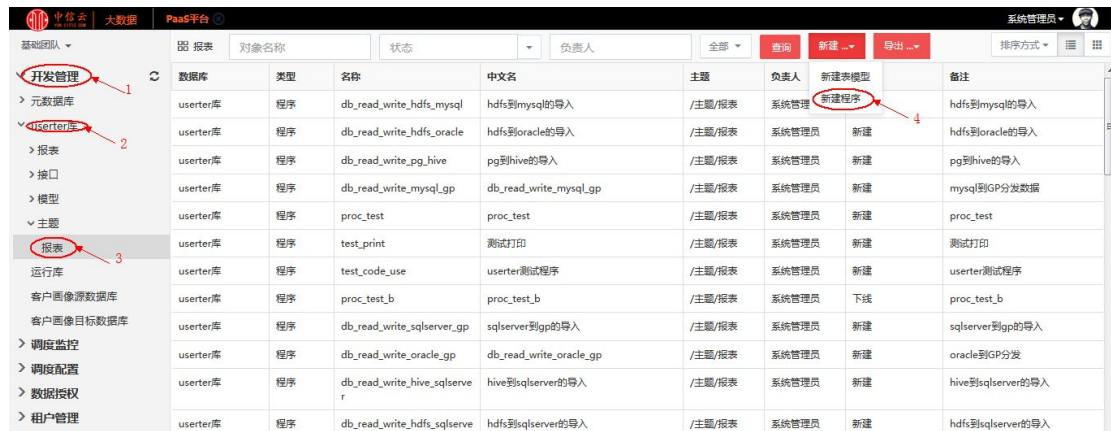 中信云 大数据 PaaS平台 系统管理员
基础团队 报表 对象名称 状态 负责人 全部 查询 新建 ... 导出 ... 排序方式
开发管理 1 数据库 类型 名称 中文名 主题 负责人 新建表模型 备注
元数据库 userter库 程序 db_read_write_hdfs_mysql hdfs到mysql的导入 /主题/报表 系统管理 新建程序 hdfs到mysql的导入
4
userter库 2 userter库 程序 db_read_write_hdfs_oracle hdfs到oracle的导入 /主题/报表 系统管理员 新建 hdfs到oracle的导入
报表 userter库 程序 db_read_write_pg_hive pg到hive的导入 /主题/报表 系统管理员 新建 pg到hive的导入
接口
模型 userter库 程序 db_read_write_mysql_gp db_read_write_mysql_gp /主题/报表 系统管理员 新建 mysql到GP分发数据
主题 userter库 程序 proc_test proc_test /主题/报表 系统管理员 新建 proc_test
报表 3 userter库 程序 test_print 测试打印 /主题/报表 系统管理员 新建 测试打印
运行库 userter库 程序 test_code_use userter测试程序 /主题/报表 系统管理员 新建 userter测试程序
客户画像源数据库 userter库 程序 proc_test_b proc_test_b /主题/报表 系统管理员 下线 proc_test_b
客户画像目标数据库 userter库 程序 db_read_write_sqlserver_gp sqlserver到gp的导入 /主题/报表 系统管理员 新建 sqlserver到gp的导入
调度监控 userter库 程序 db_read_write_oracle_gp db_read_write_oracle_gp /主题/报表 系统管理员 新建 oracle到GP分发
调度配置
数据授权 userter库 程序 db_read_write_hive_sqlserve hive到sqlserver的导入 /主题/报表 系统管理员 新建 hive到sqlserver的导入
r
租户管理 userter库 程序 db_read_write_hdfs_sqlserve hdfs到sqlserver的导入 /主题/报表 系统管理员 新建 hdfs到sqlserver的导入